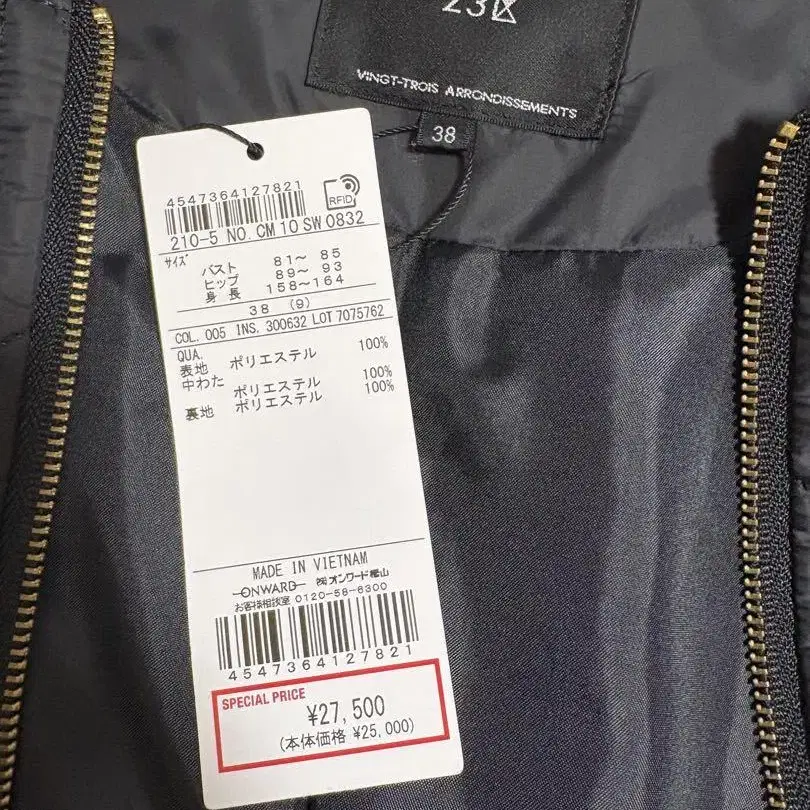 23区
VINGT-TROIS ARRONDISSEMENTS
38
4547364127821
RFID
210-5 NO. CM 10 SW 0832
サイズ
バスト 81～ 85
ヒップ 89～ 93
身 長 158～164
38 (9)
COL. 005 INS. 300632 LOT 7075762
QUA.
表地 ポリエステル 100%
中わた
ポリエステル 100%
裏地 ポリエステル 100%
MADE IN VIETNAM
ONWARD ㈱オンワード樫山
お客様相談室 0120-58-6300
4547364127821
SPECIAL PRICE
¥27,500
(本体価格 ¥25,000)